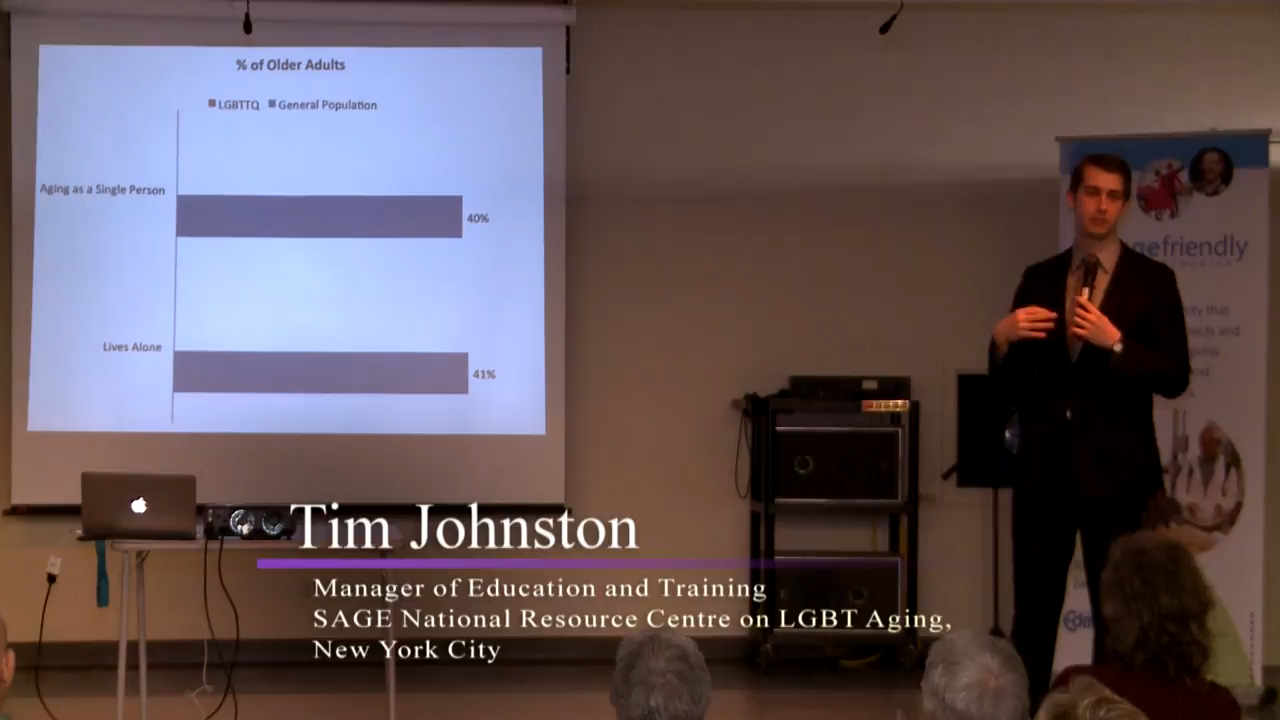 % of Older Adults
LGBTTQ General Population
Aging as a Single Person
40%
Lives Alone
41%
gefriendly
Tim Johnston
Manager of Education and Training
SAGE National Resource Centre on LGBT Aging,
New York City